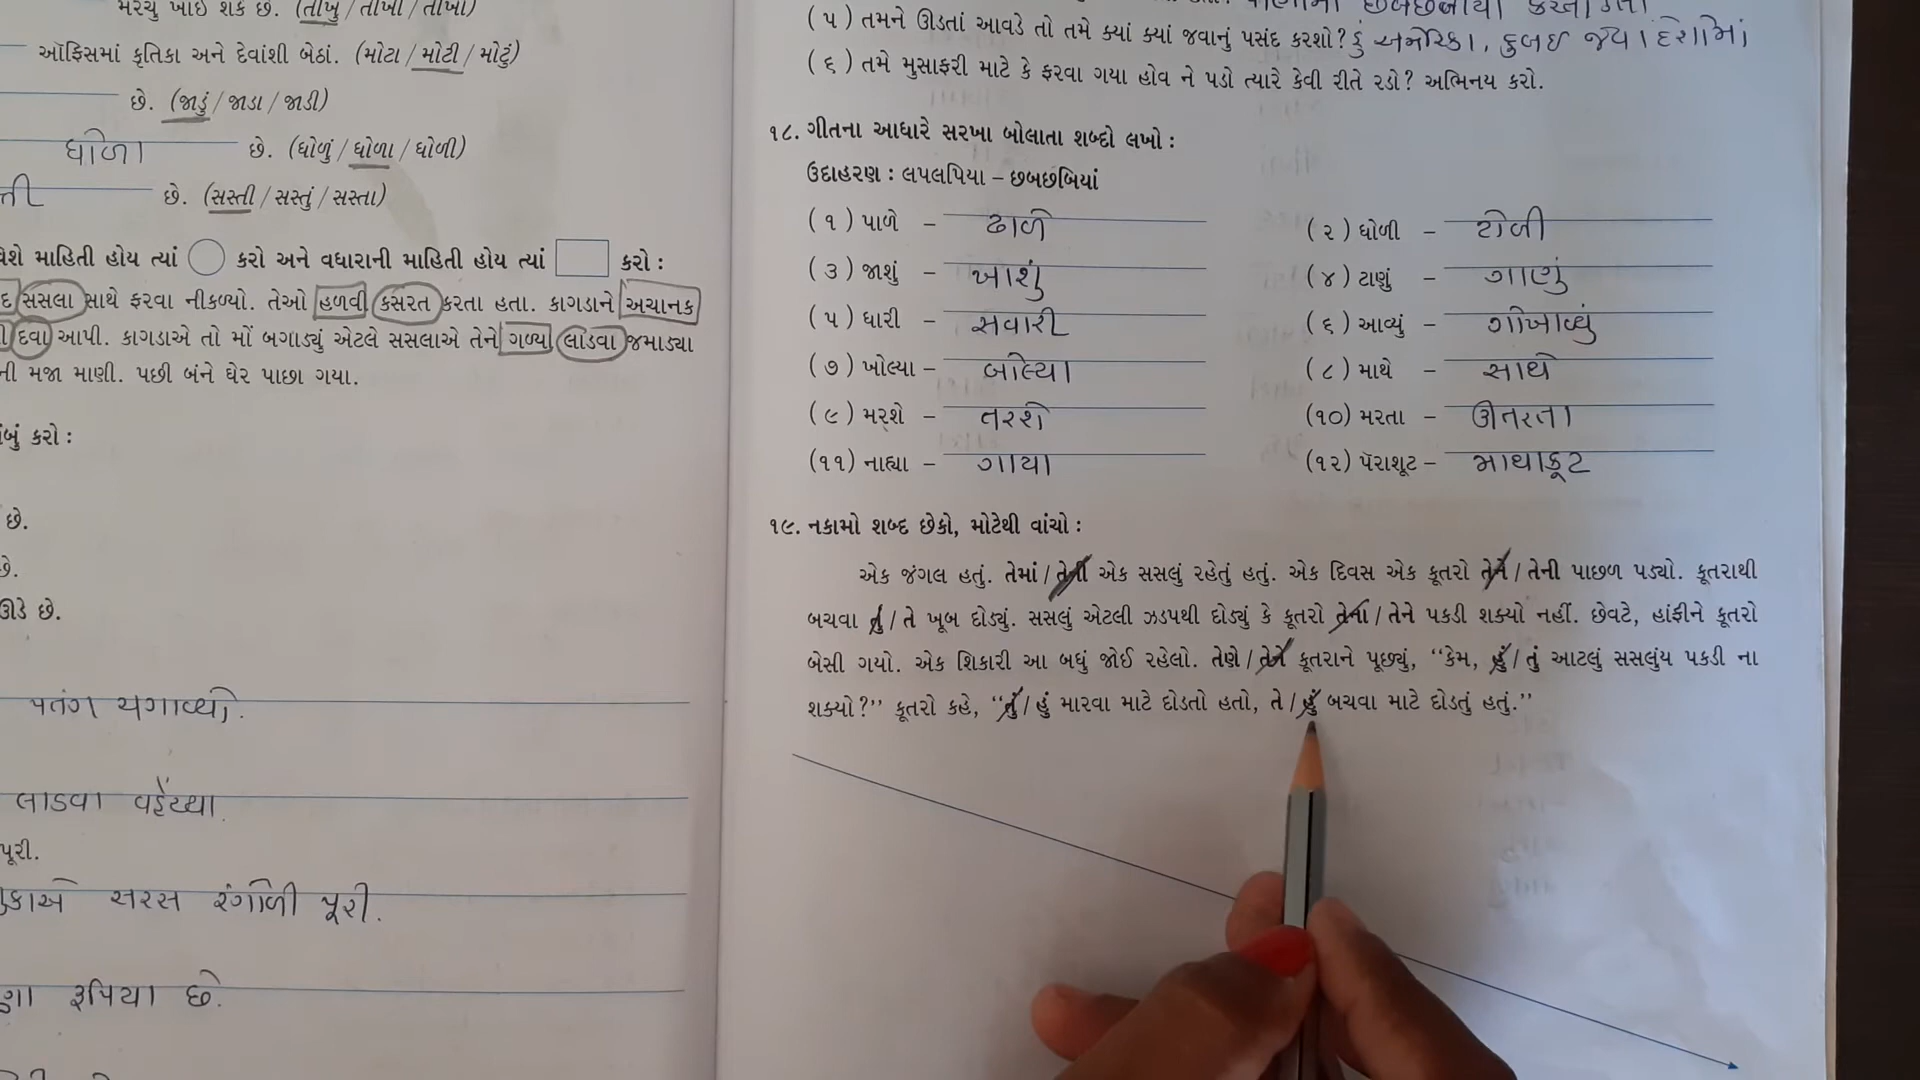 મરચું ખાઈ શકે છે. (તીખું / તીખી / તીખા)
ઑફિસમાં કૃતિકા અને દેવાંશી બેઠાં. (મોટા / મોટી / મોટું)
છે. (જાડું / જાડા / જાડી)
ધોળા છે. (ધોળું / ધોળા / ધોળી)
છે. (સસ્તી / સસ્તું / સસ્તા)
માહિતી હોય ત્યાં કરો અને વધારાની માહિતી હોય ત્યાં કરો :
સસલા સાથે ફરવા નીકળ્યો. તેઓ હળવી કસરત કરતા હતા. કાગડાને અચાનક
દવા આપી. કાગડાએ તો મોં બગાડ્યું એટલે સસલાએ તેને ગળ્યા લાડવા જમાડ્યા
ની મજા માણી. પછી બંને ઘેર પાછા ગયા.
કરો :
છે.
છે.
ઊડે છે.
પતંગ ચગાવ્યો.
લાડવા વહેંચ્યા.
પૂરી.
સરસ રંગોળી પૂરી.
રૂપિયા છે.
(૫) તમને ઊડતાં આવડે તો તમે ક્યાં ક્યાં જવાનું પસંદ કરશો? હું અમેરિકા, દુબઈ જેવા દેશોમાં
(૬) તમે મુસાફરી માટે કે ફરવા ગયા હોવ ને પડો ત્યારે કેવી રીતે રડો? અભિનય કરો.
૧૮. ગીતના આધારે સરખા બોલાતા શબ્દો લખો :
ઉદાહરણ : લપલપિયા – છબછબિયાં
(૧) પાળે – ઢાળે (૨) ધોળી – ટોળી
(૩) જાશું – ખાશું (૪) ટાણું – ગાણું
(૫) ધારી – સવારી (૬) આવ્યું – ગોખાવ્યું
(૭) ખોલ્યા – બોલ્યા (૮) માથે – સાથે
(૯) મર્‌શે – તરશે (૧૦) મરતા – ઊતરતા
(૧૧) નાહ્યા – ગાયા (૧૨) પૅરાશૂટ – માથાકૂટ
૧૯. નકામો શબ્દ છેકો, મોટેથી વાંચો :
એક જંગલ હતું. તેમાં / તેની એક સસલું રહેતું હતું. એક દિવસ એક કૂતરો તેને / તેની પાછળ પડ્યો. કૂતરાથી
બચવા તું / તે ખૂબ દોડ્યું. સસલું એટલી ઝડપથી દોડ્યું કે કૂતરો તેના / તેને પકડી શક્યો નહીં. છેવટે, હાંફીને કૂતરો
બેસી ગયો. એક શિકારી આ બધું જોઈ રહેલો. તેણે / તેને કૂતરાને પૂછ્યું, “કેમ, હું / તું આટલું સસલુંય પકડી ના
શક્યો?” કૂતરો કહે, “તું / હું મારવા માટે દોડતો હતો, તે / હું બચવા માટે દોડતું હતું.”